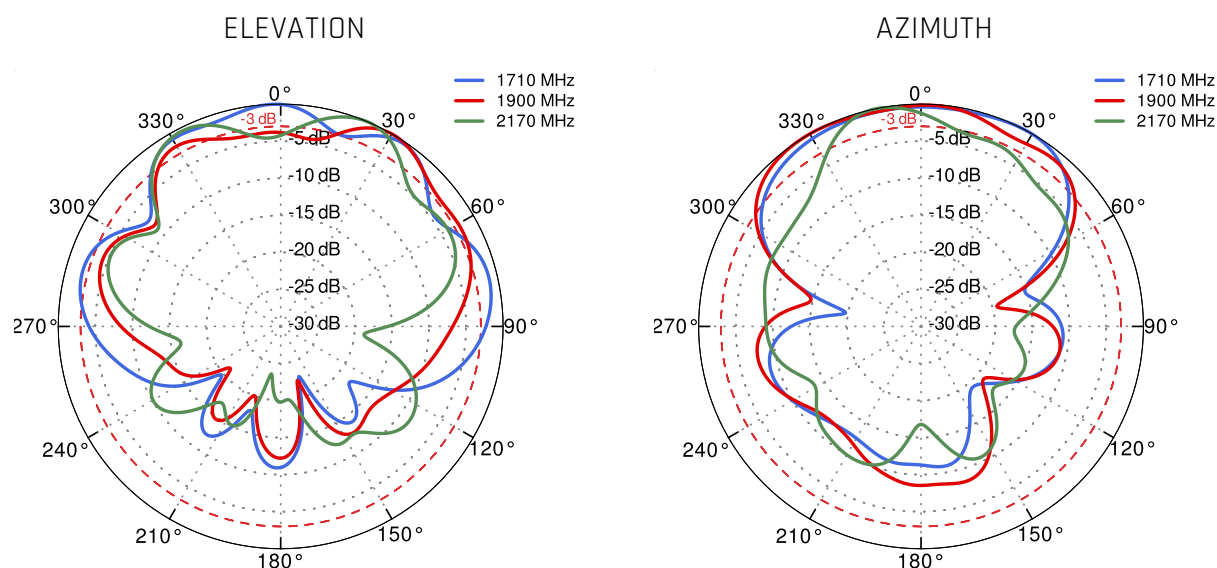 ELEVATION
1710 MHz
1900 MHz
2170 MHz
0°
330°
-3 dB
30°
-5 dB
-10 dB
300°
60°
-15 dB
-20 dB
-25 dB
270°
-30 dB
90°
240°
120°
210°
150°
180°
AZIMUTH
1710 MHz
1900 MHz
2170 MHz
0°
330°
-3 dB
30°
-5 dB
-10 dB
300°
60°
-15 dB
-20 dB
-25 dB
270°
-30 dB
90°
240°
120°
210°
150°
180°